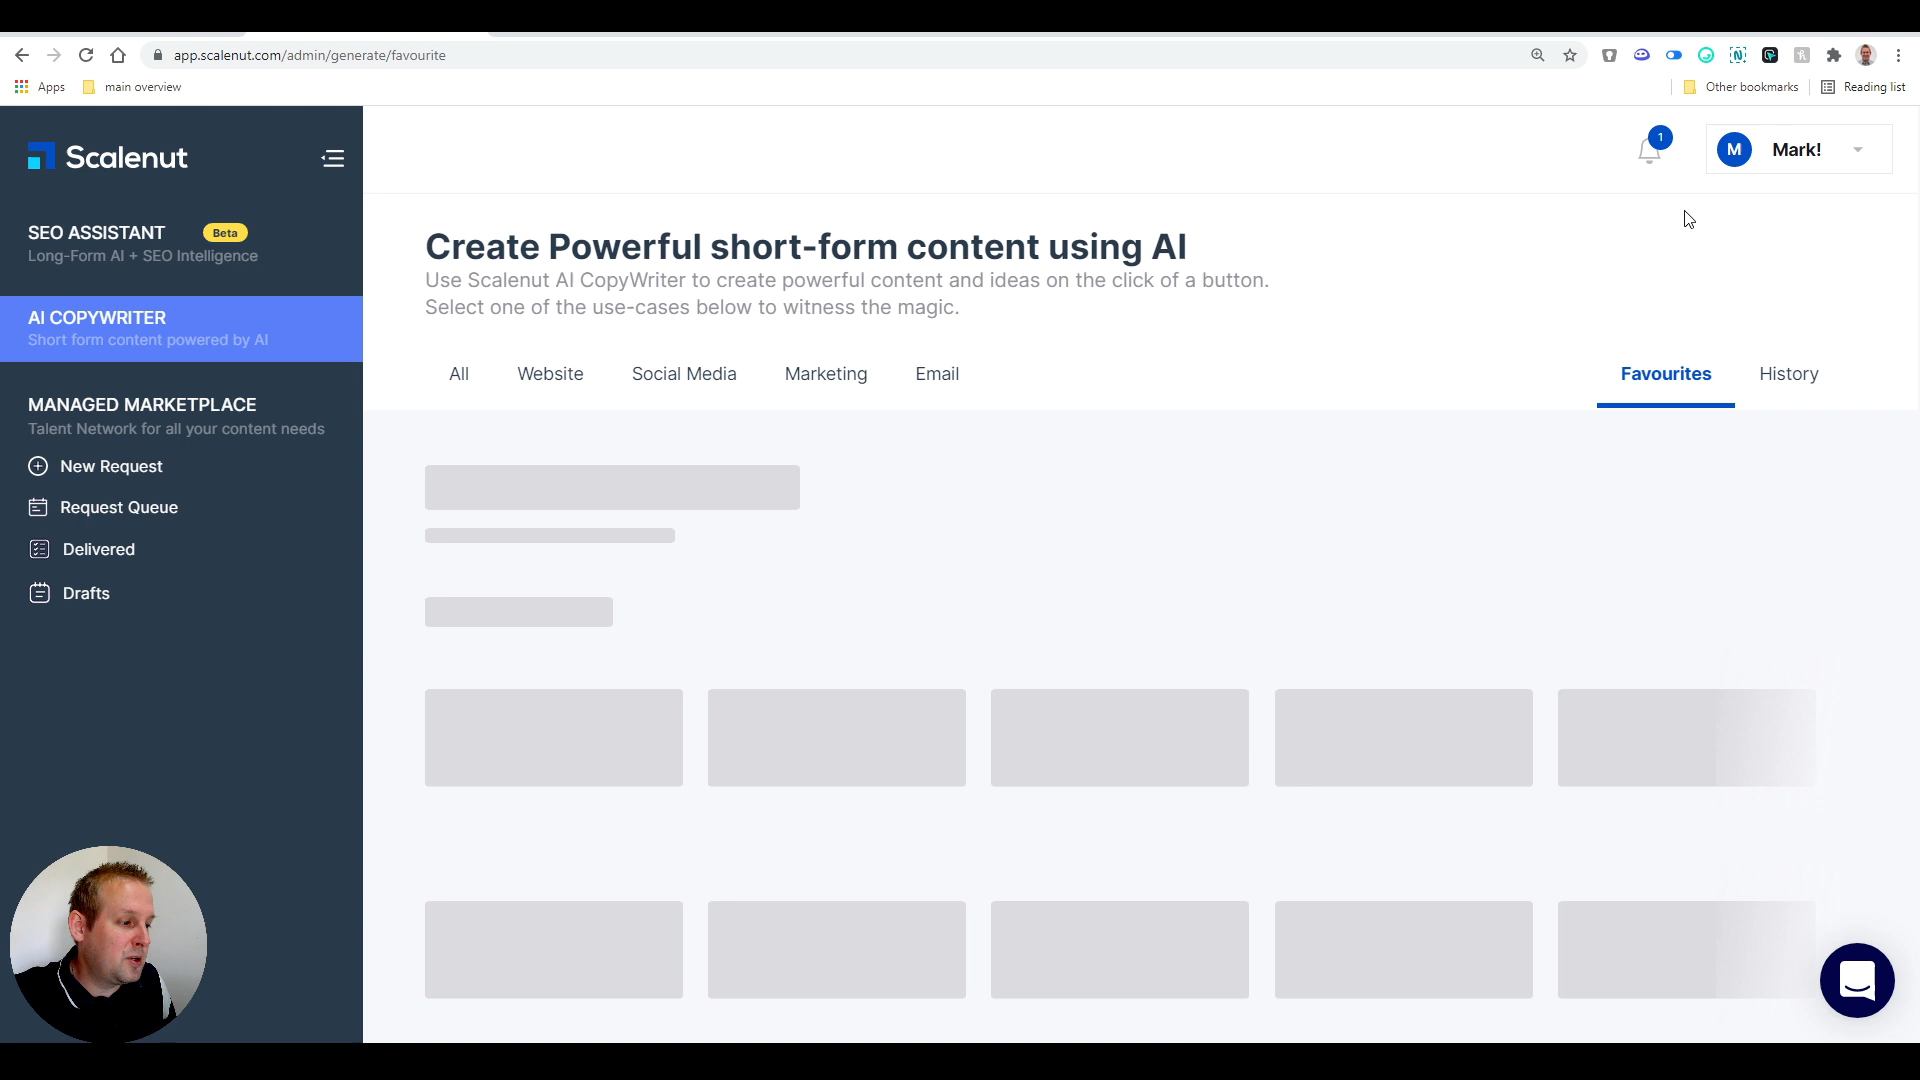 app.scalenut.com/admin/generate/favourite
Apps
main overview
Other bookmarks
Reading list
Scalenut
1
M
Mark!
SEO ASSISTANT
Beta
Long-Form AI + SEO Intelligence
AI COPYWRITER
Short form content powered by AI
MANAGED MARKETPLACE
Talent Network for all your content needs
New Request
Request Queue
Delivered
Drafts
Create Powerful short-form content using AI
Use Scalenut AI CopyWriter to create powerful content and ideas on the click of a button.
Select one of the use-cases below to witness the magic.
All
Website
Social Media
Marketing
Email
Favourites
History